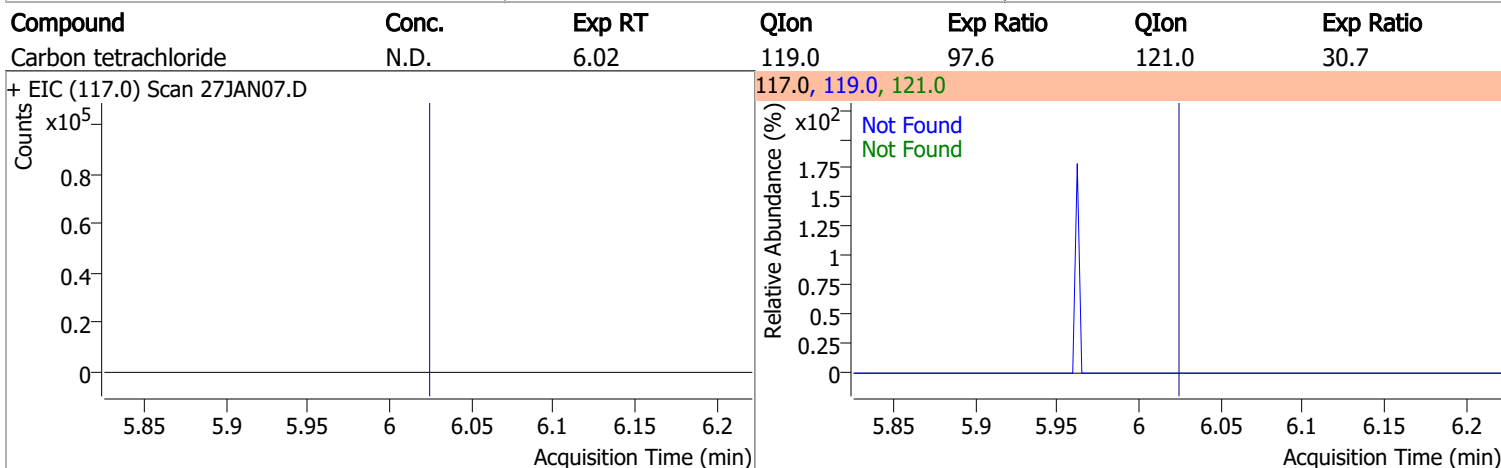 Compound Conc. Exp RT QIon Exp Ratio QIon Exp Ratio
Carbon tetrachloride N.D. 6.02 119.0 97.6 121.0 30.7
+ EIC (117.0) Scan 27JAN07.D
Counts
x10^5
0.8
0.6
0.4
0.2
0
5.85 5.9 5.95 6 6.05 6.1 6.15 6.2
Acquisition Time (min)
117.0, 119.0, 121.0
Relative Abundance (%)
x10^2
Not Found
Not Found
1.75
1.5
1.25
1
0.75
0.5
0.25
0
5.85 5.9 5.95 6 6.05 6.1 6.15 6.2
Acquisition Time (min)